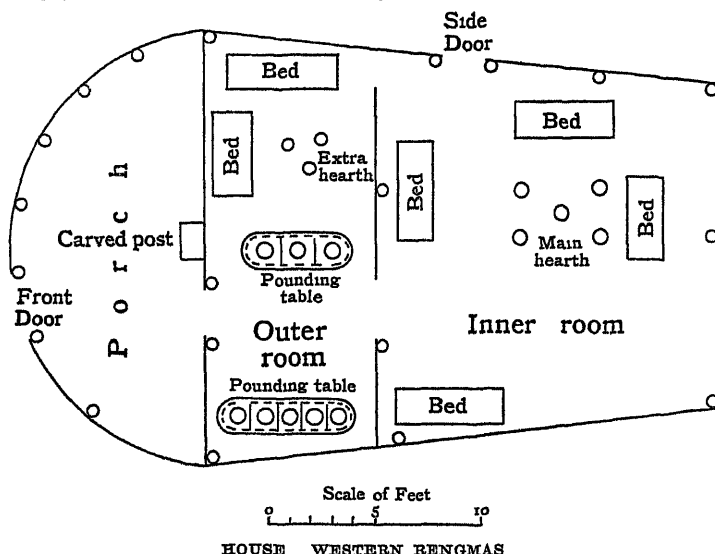 Side
Door
Bed
Bed
Extra
hearth
Bed
Bed
Bed
Main
hearth
Porch
Carved post
Pounding
table
Front
Door
Outer
room
Inner room
Pounding table
Bed
Scale of Feet
0 5 10
HOUSE WESTERN RENGMAS